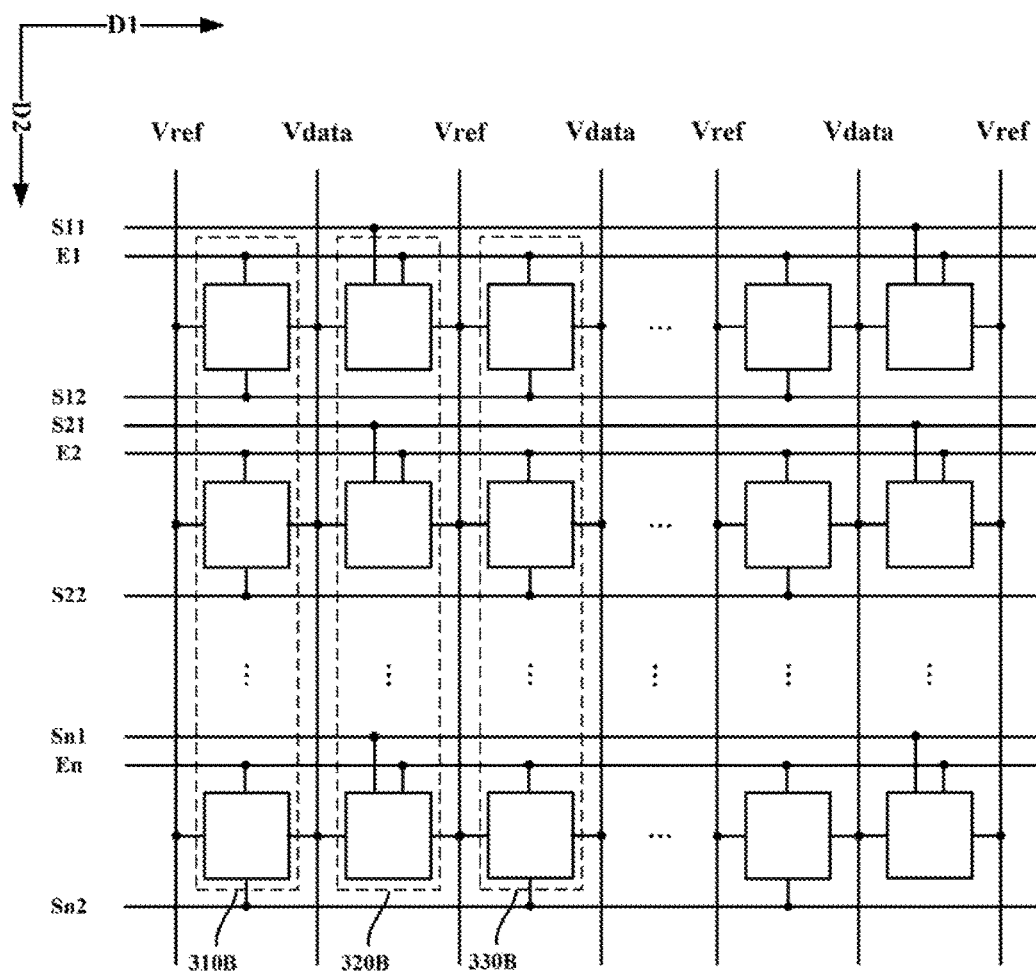 D1
D2
Vref Vdata Vref Vdata Vref Vdata Vref
S11
E1
...
S12
S21
E2
...
S22
... ... ... ... ... ...
Sn1
En
...
Sn2
310B 320B 330B